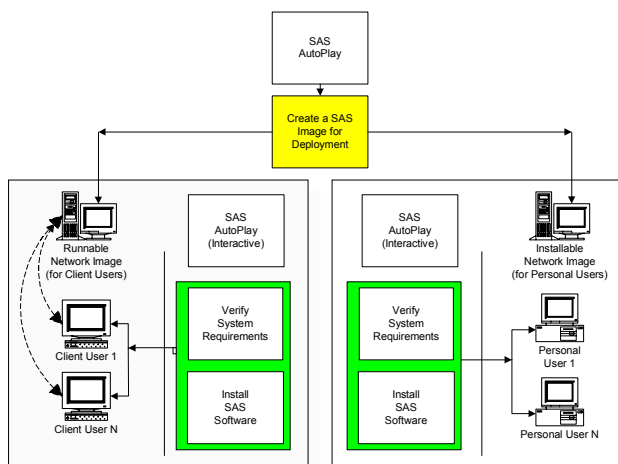 SAS
AutoPlay
Create a SAS
Image for
Deployment
Runnable
Network Image
(for Client Users)
SAS
AutoPlay
(Interactive)
Verify
System
Requirements
Install
SAS
Software
Client User 1
Client User N
SAS
AutoPlay
(Interactive)
Verify
System
Requirements
Install
SAS
Software
Installable
Network Image
(for Personal Users)
Personal
User 1
Personal User N